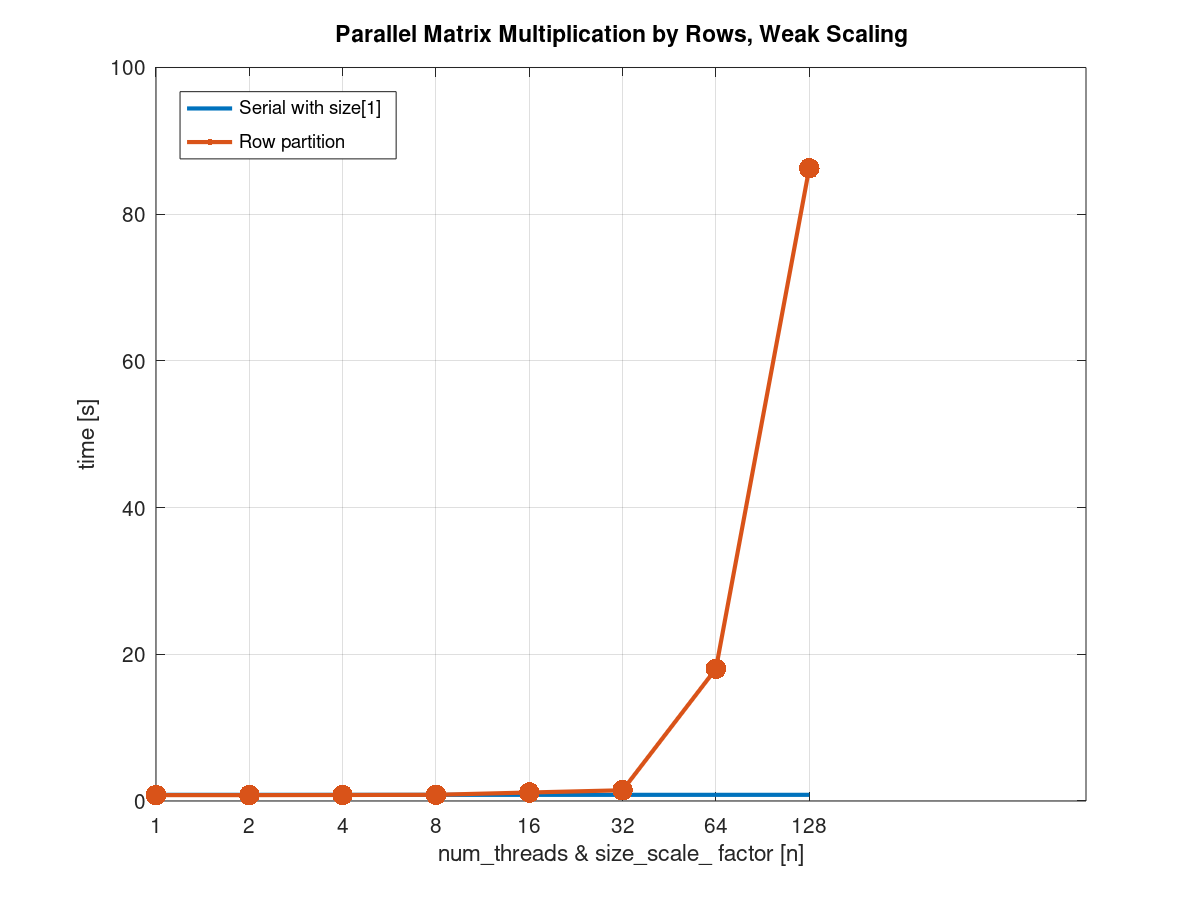 Parallel Matrix Multiplication by Rows, Weak Scaling
100
80
60
40
20
0
time [s]
Serial with size[1]
Row partition
1 2 4 8 16 32 64 128
num_threads & size_scale_ factor [n]